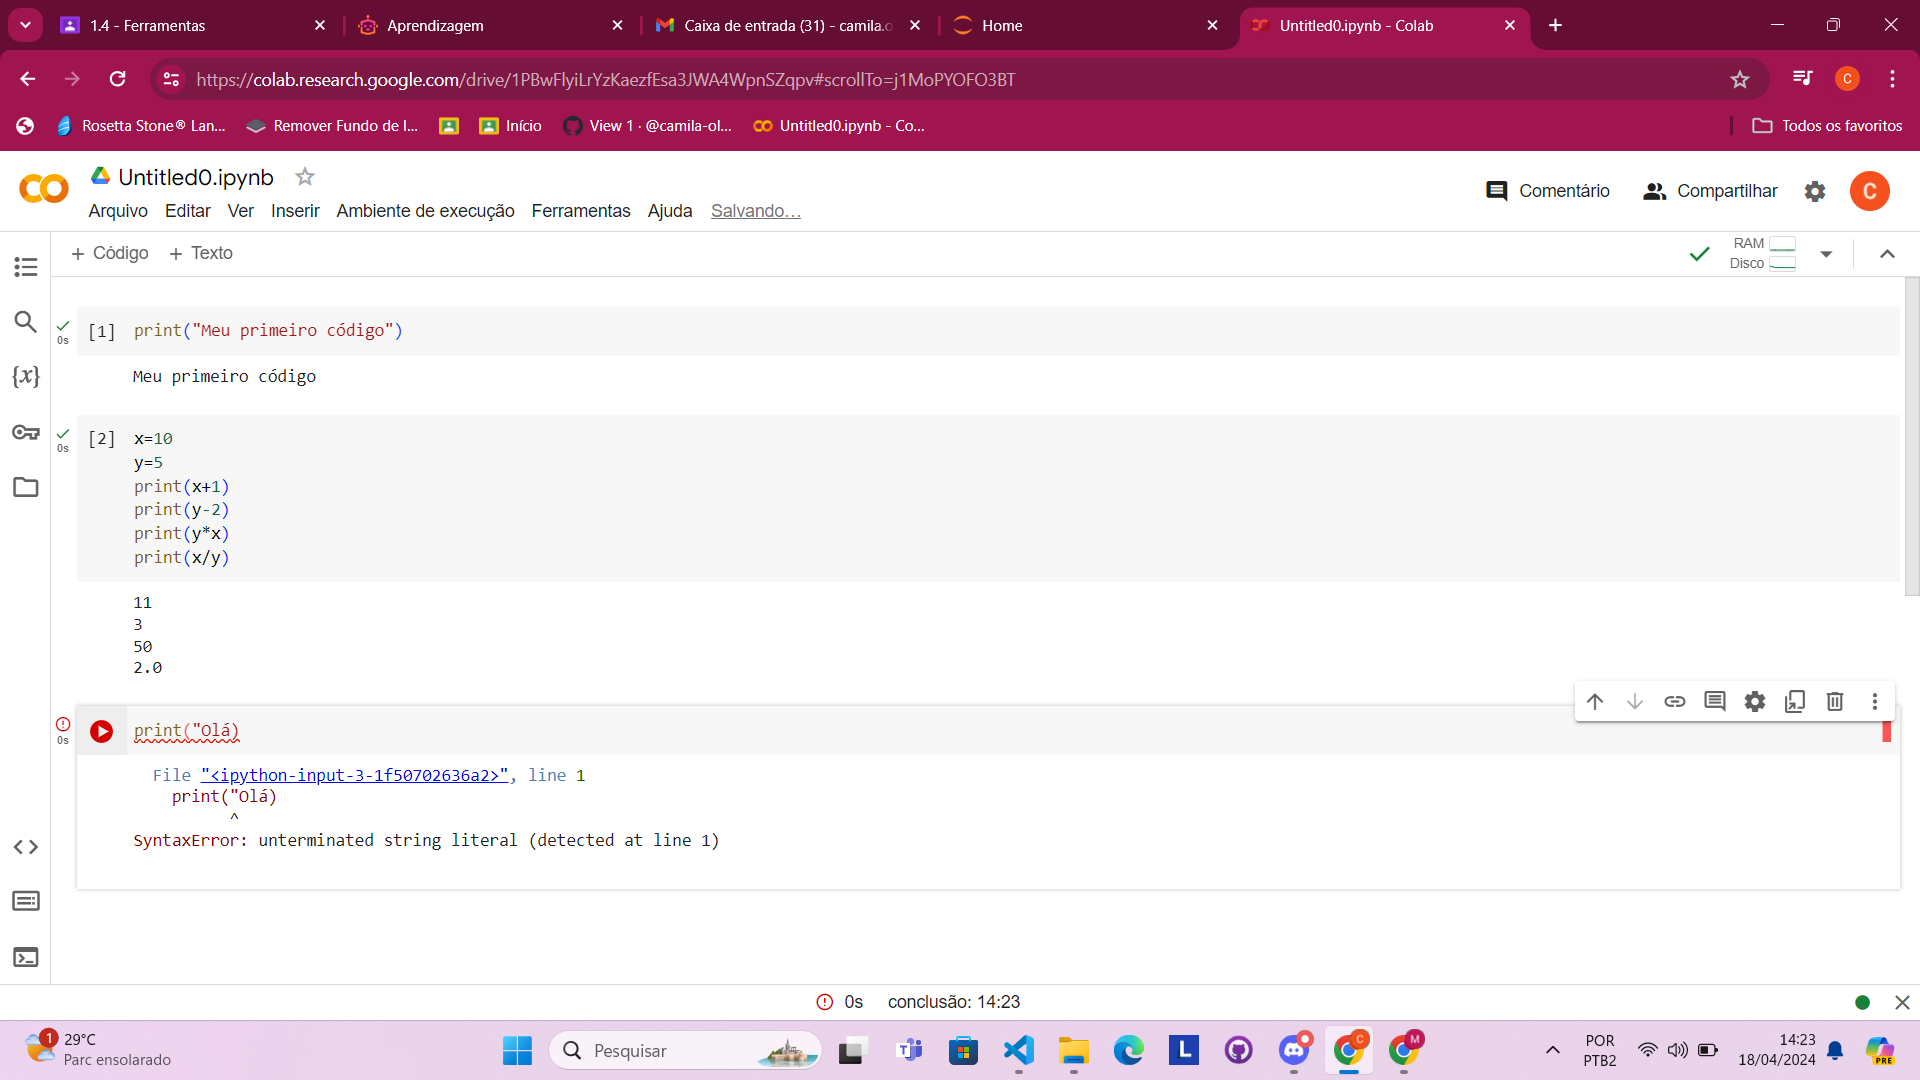 1.4 - Ferramentas
Aprendizagem
Caixa de entrada (31) - camila.o
Home
Untitled0.ipynb - Colab
https://colab.research.google.com/drive/1PBwFlyiLrYzKaezfEsa3JWA4WpnSZqpv#scrollTo=j1MoPYOFO3BT
C
Rosetta Stone® Lan...
Remover Fundo de I...
Início
View 1 · @camila-ol...
Untitled0.ipynb - Co...
Todos os favoritos
Untitled0.ipynb
Comentário
Compartilhar
C
Arquivo Editar Ver Inserir Ambiente de execução Ferramentas Ajuda Salvando...
+ Código + Texto
RAM
Disco
[1] print("Meu primeiro código")
0s
Meu primeiro código
{x}
[2] x=10
0s
y=5
print(x+1)
print(y-2)
print(y*x)
print(x/y)
11
3
50
2.0
print("Olá)
0s
File "<ipython-input-3-1f50702636a2>", line 1
print("Olá)
^
SyntaxError: unterminated string literal (detected at line 1)
0s conclusão: 14:23
1
29°C
Parc ensolarado
Pesquisar
T
L
C
M
POR
PTB2
14:23
18/04/2024
PRE